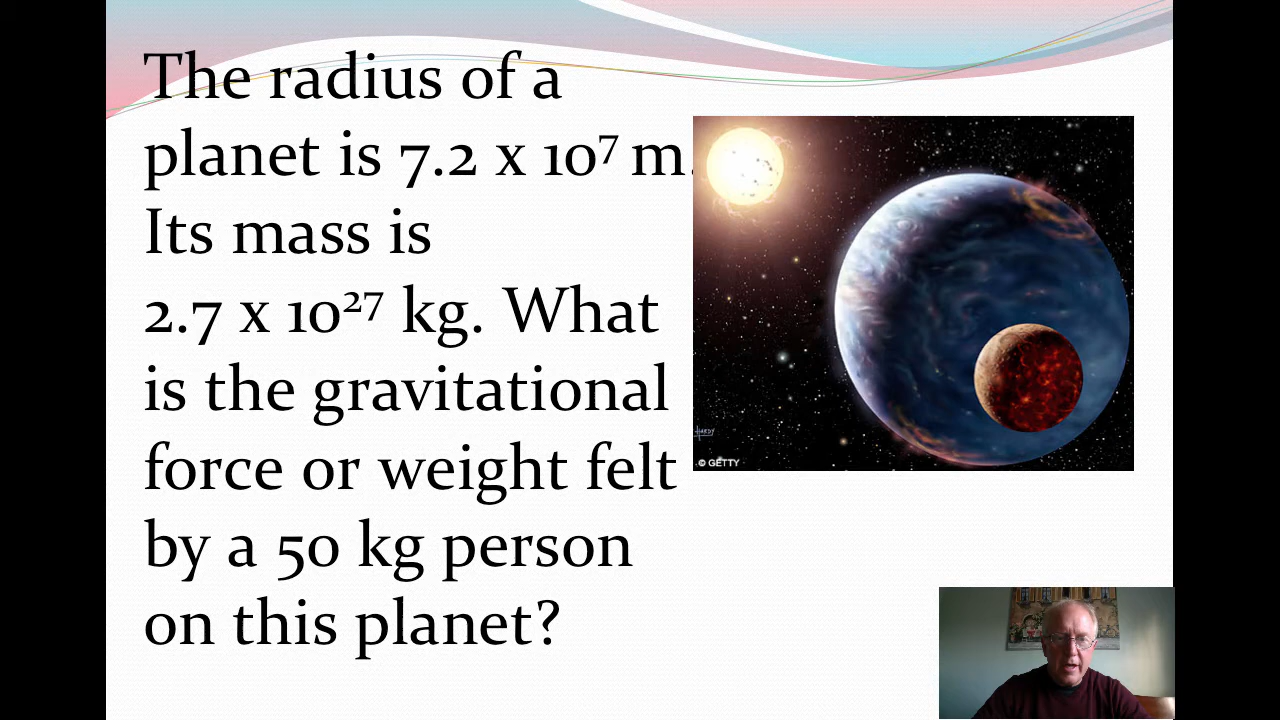 The radius of a
planet is 7.2 x 10⁷ m.
Its mass is
2.7 x 10²⁷ kg. What
is the gravitational
force or weight felt
by a 50 kg person
on this planet?
HARDY
© GETTY